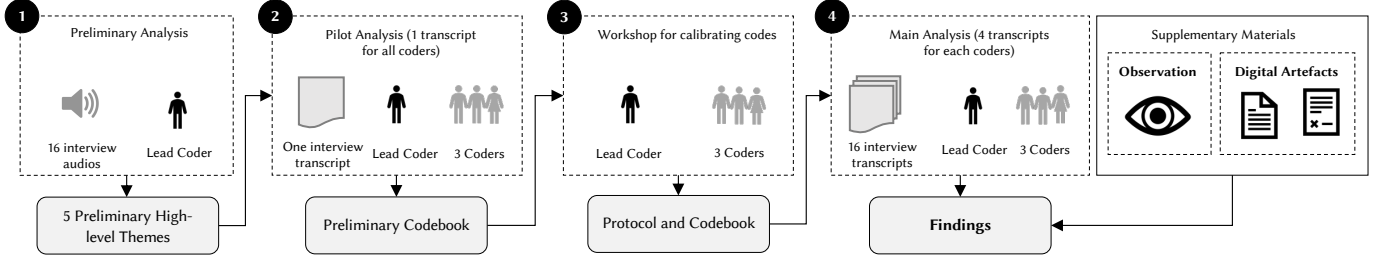 1
Preliminary Analysis
16 interview
audios
Lead Coder
5 Preliminary High-
level Themes
2
Pilot Analysis (1 transcript
for all coders)
One interview
transcript
Lead Coder
3 Coders
Preliminary Codebook
3
Workshop for calibrating codes
Lead Coder
3 Coders
Protocol and Codebook
4
Main Analysis (4 transcripts
for each coders)
16 interview
transcripts
Lead Coder
3 Coders
Findings
Supplementary Materials
Observation
Digital Artefacts